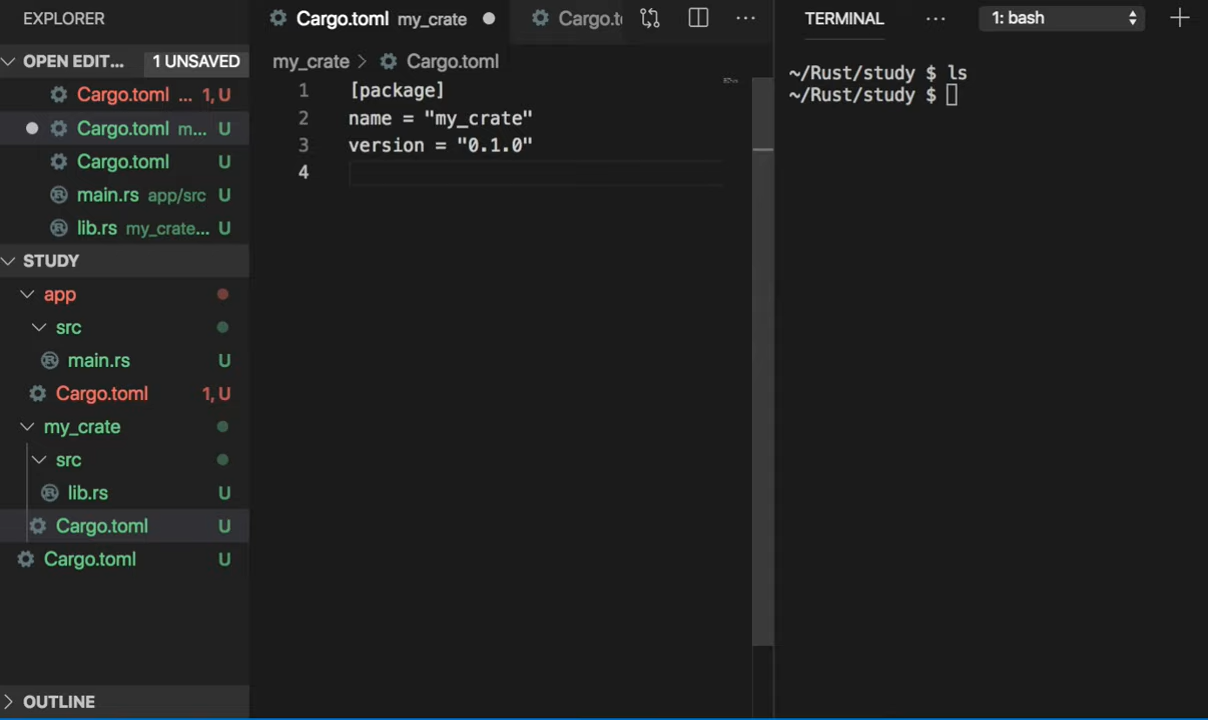 EXPLORER
OPEN EDIT... 1 UNSAVED
Cargo.toml ... 1, U
Cargo.toml m... U
Cargo.toml U
main.rs app/src U
lib.rs my_crate... U
STUDY
app
src
main.rs U
Cargo.toml 1, U
my_crate
src
lib.rs U
Cargo.toml U
Cargo.toml U
OUTLINE
Cargo.toml my_crate
Cargo.t
my_crate > Cargo.toml
1 [package]
2 name = "my_crate"
3 version = "0.1.0"
4
TERMINAL ... 1: bash
~/Rust/study $ ls
~/Rust/study $